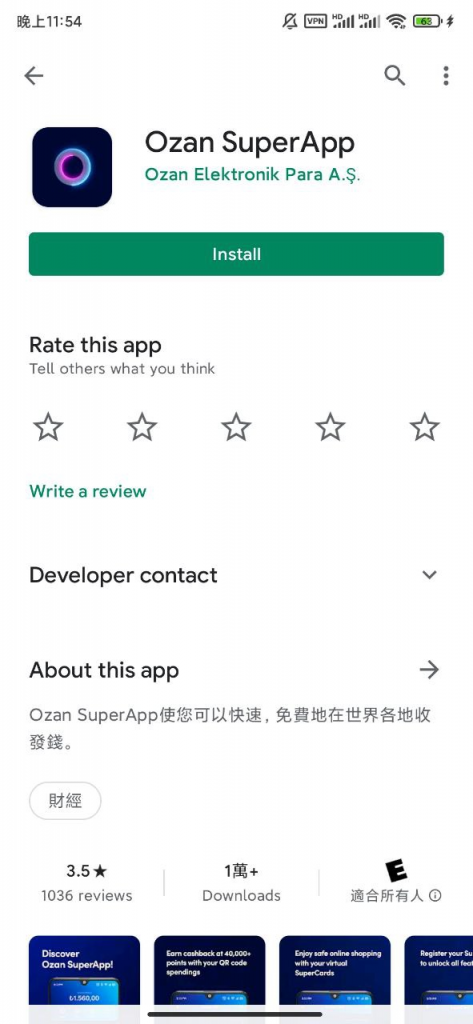 晚上11:54
VPN HD HD 63
Ozan SuperApp
Ozan Elektronik Para A.Ş.
Install
Rate this app
Tell others what you think
Write a review
Developer contact
About this app
Ozan SuperApp使您可以快速，免費地在世界各地收
發錢。
財經
3.5★
1036 reviews
1萬+
Downloads
E
適合所有人
Discover
Ozan SuperApp!
₺1.560,00
Earn cashback at 40,000+
points with your QR code
spendings
Enjoy safe online shopping
with your virtual
SuperCards
Register your Su
to unlock all feat